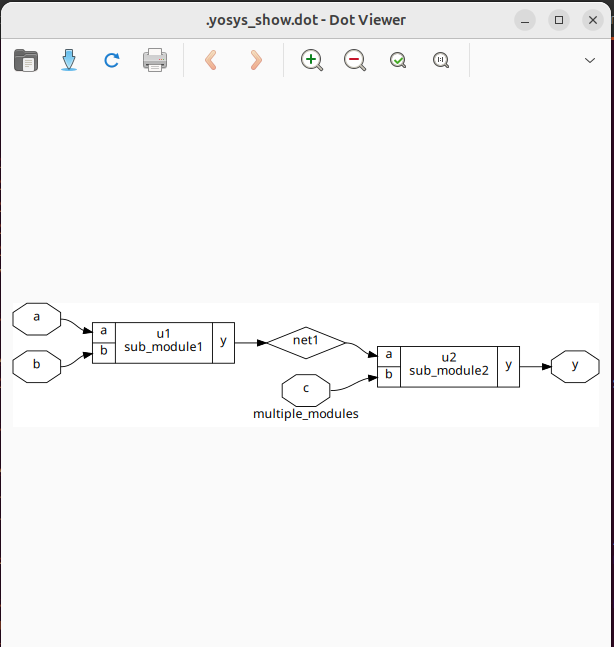 .yosys_show.dot - Dot Viewer
a
b
a
b
u1
sub_module1
y
net1
c
a
b
u2
sub_module2
y
y
multiple_modules